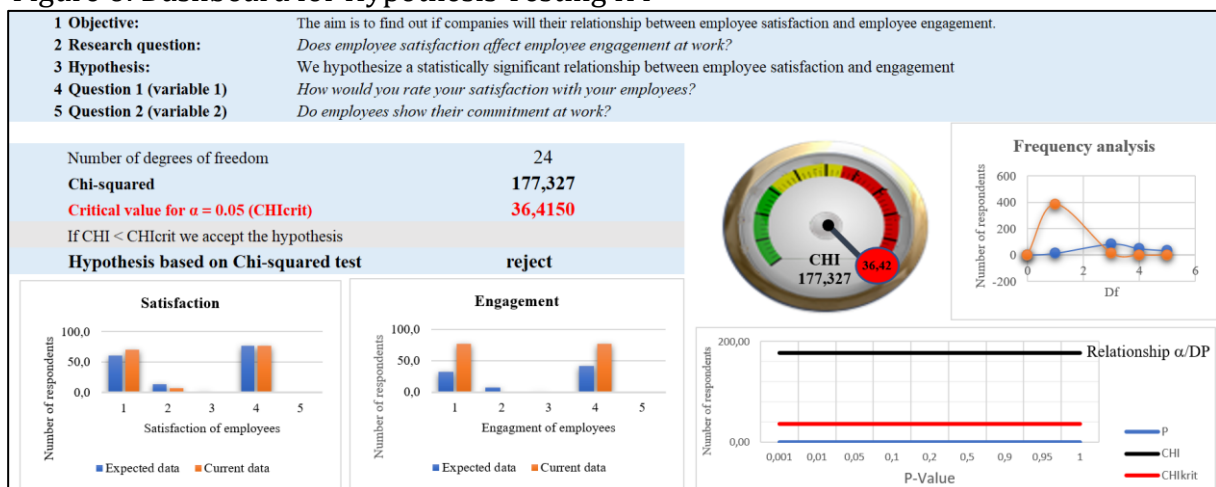 Figure Dashboard for Hypothesis Testing
1 Objective: The aim is to find out if companies will their relationship between employee satisfaction and employee engagement.
2 Research question: Does employee satisfaction affect employee engagement at work?
3 Hypothesis: We hypothesize a statistically significant relationship between employee satisfaction and engagement
4 Question 1 (variable 1) How would you rate your satisfaction with your employees?
5 Question 2 (variable 2) Do employees show their commitment at work?
Number of degrees of freedom 24
Chi-squared 177,327
Critical value for α = 0.05 (CHIcrit) 36,4150
If CHI < CHIcrit we accept the hypothesis
Hypothesis based on Chi-squared test reject
CHI
177,327
36,42
Frequency analysis
Number of respondents
600
400
200
0
-200
0 2 4 6
Df
Satisfaction
Number of respondents
100,0
50,0
0,0
1 2 3 4 5
Satisfaction of employees
Expected data Current data
Engagement
Number of respondents
100,0
50,0
0,0
1 2 3 4 5
Engagment of employees
Expected data Current data
Number of respondents
200,00
0,00
Relationship α/DP
0,001 0,01 0,05 0,1 0,2 0,5 0,9 0,95 1
P-Value
P
CHI
CHIkrit